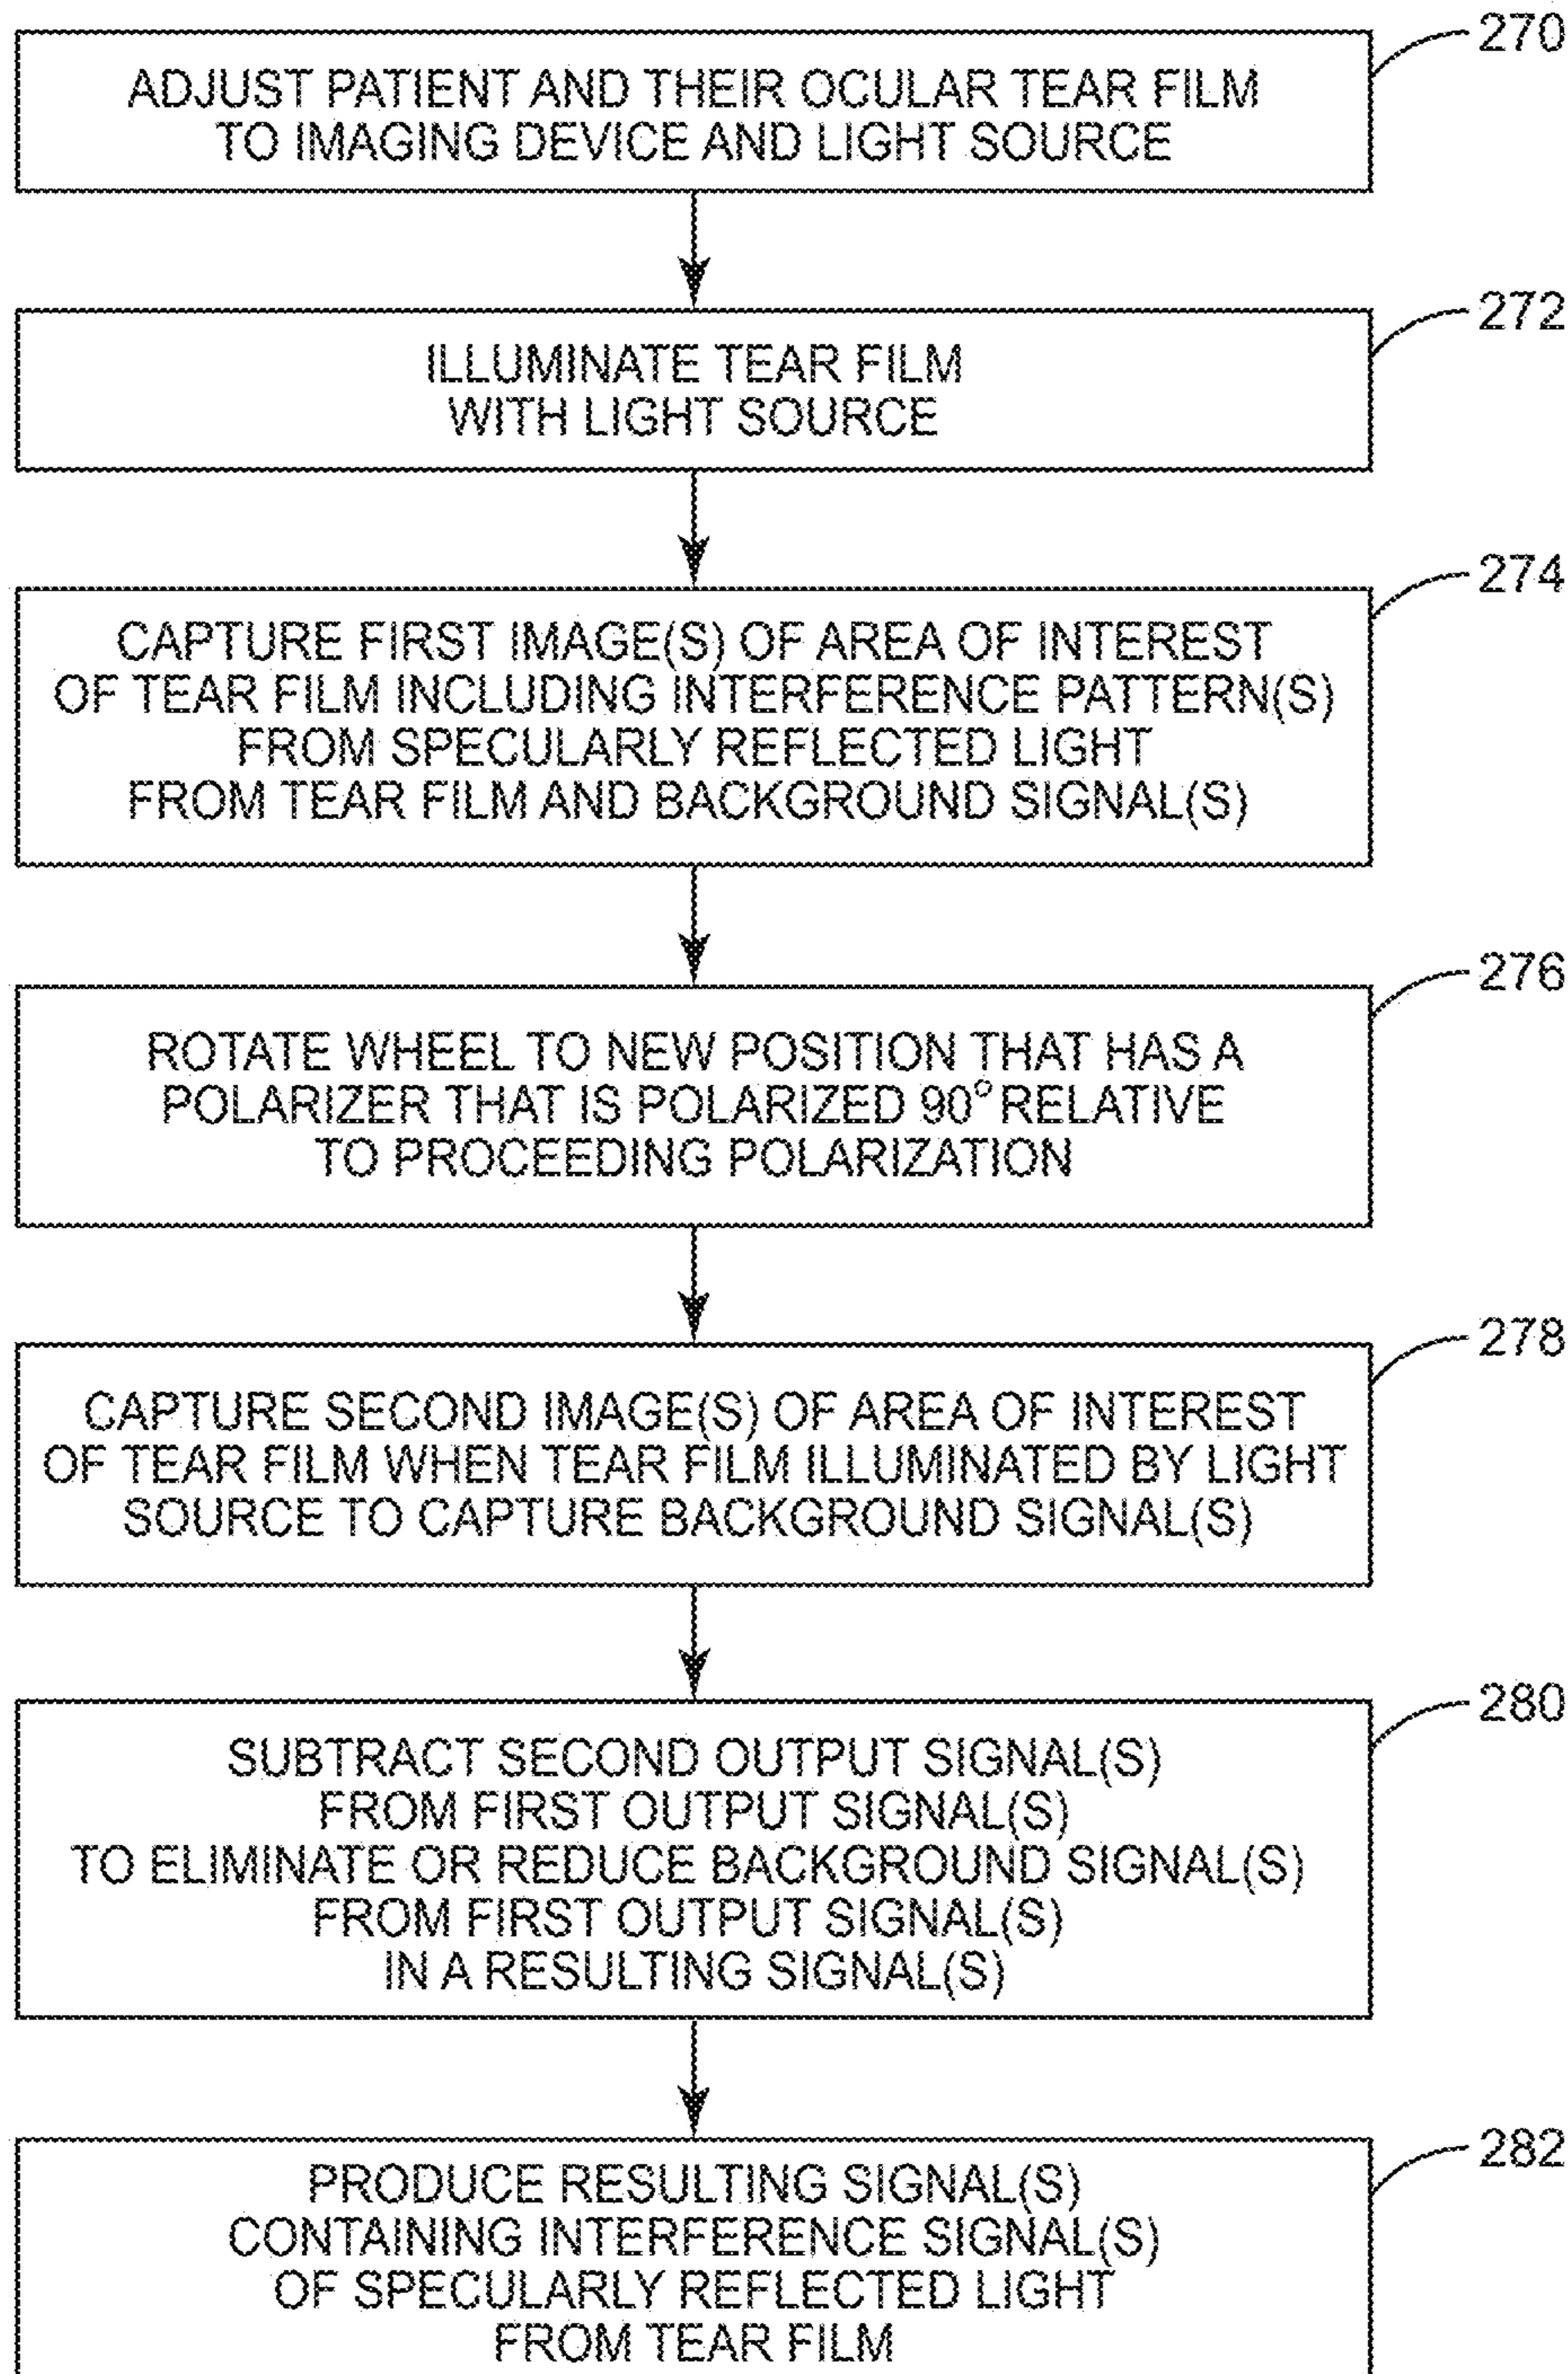 270
ADJUST PATIENT AND THEIR OCULAR TEAR FILM
TO IMAGING DEVICE AND LIGHT SOURCE
272
ILLUMINATE TEAR FILM
WITH LIGHT SOURCE
274
CAPTURE FIRST IMAGE(S) OF AREA OF INTEREST
OF TEAR FILM INCLUDING INTERFERENCE PATTERN(S)
FROM SPECULARLY REFLECTED LIGHT
FROM TEAR FILM AND BACKGROUND SIGNAL(S)
276
ROTATE WHEEL TO NEW POSITION THAT HAS A
POLARIZER THAT IS POLARIZED 90° RELATIVE
TO PROCEEDING POLARIZATION
278
CAPTURE SECOND IMAGE(S) OF AREA OF INTEREST
OF TEAR FILM WHEN TEAR FILM ILLUMINATED BY LIGHT
SOURCE TO CAPTURE BACKGROUND SIGNAL(S)
280
SUBTRACT SECOND OUTPUT SIGNAL(S)
FROM FIRST OUTPUT SIGNAL(S)
TO ELIMINATE OR REDUCE BACKGROUND SIGNAL(S)
FROM FIRST OUTPUT SIGNAL(S)
IN A RESULTING SIGNAL(S)
282
PRODUCE RESULTING SIGNAL(S)
CONTAINING INTERFERENCE SIGNAL(S)
OF SPECULARLY REFLECTED LIGHT
FROM TEAR FILM